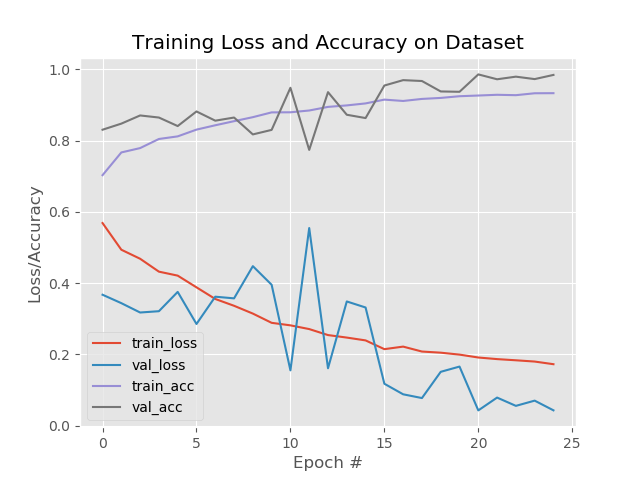 Training Loss and Accuracy on Dataset
1.0
0.8
0.6
0.4
0.2
0.0
Loss/Accuracy
train_loss
val_loss
train_acc
val_acc
0
5
10
15
20
25
Epoch #